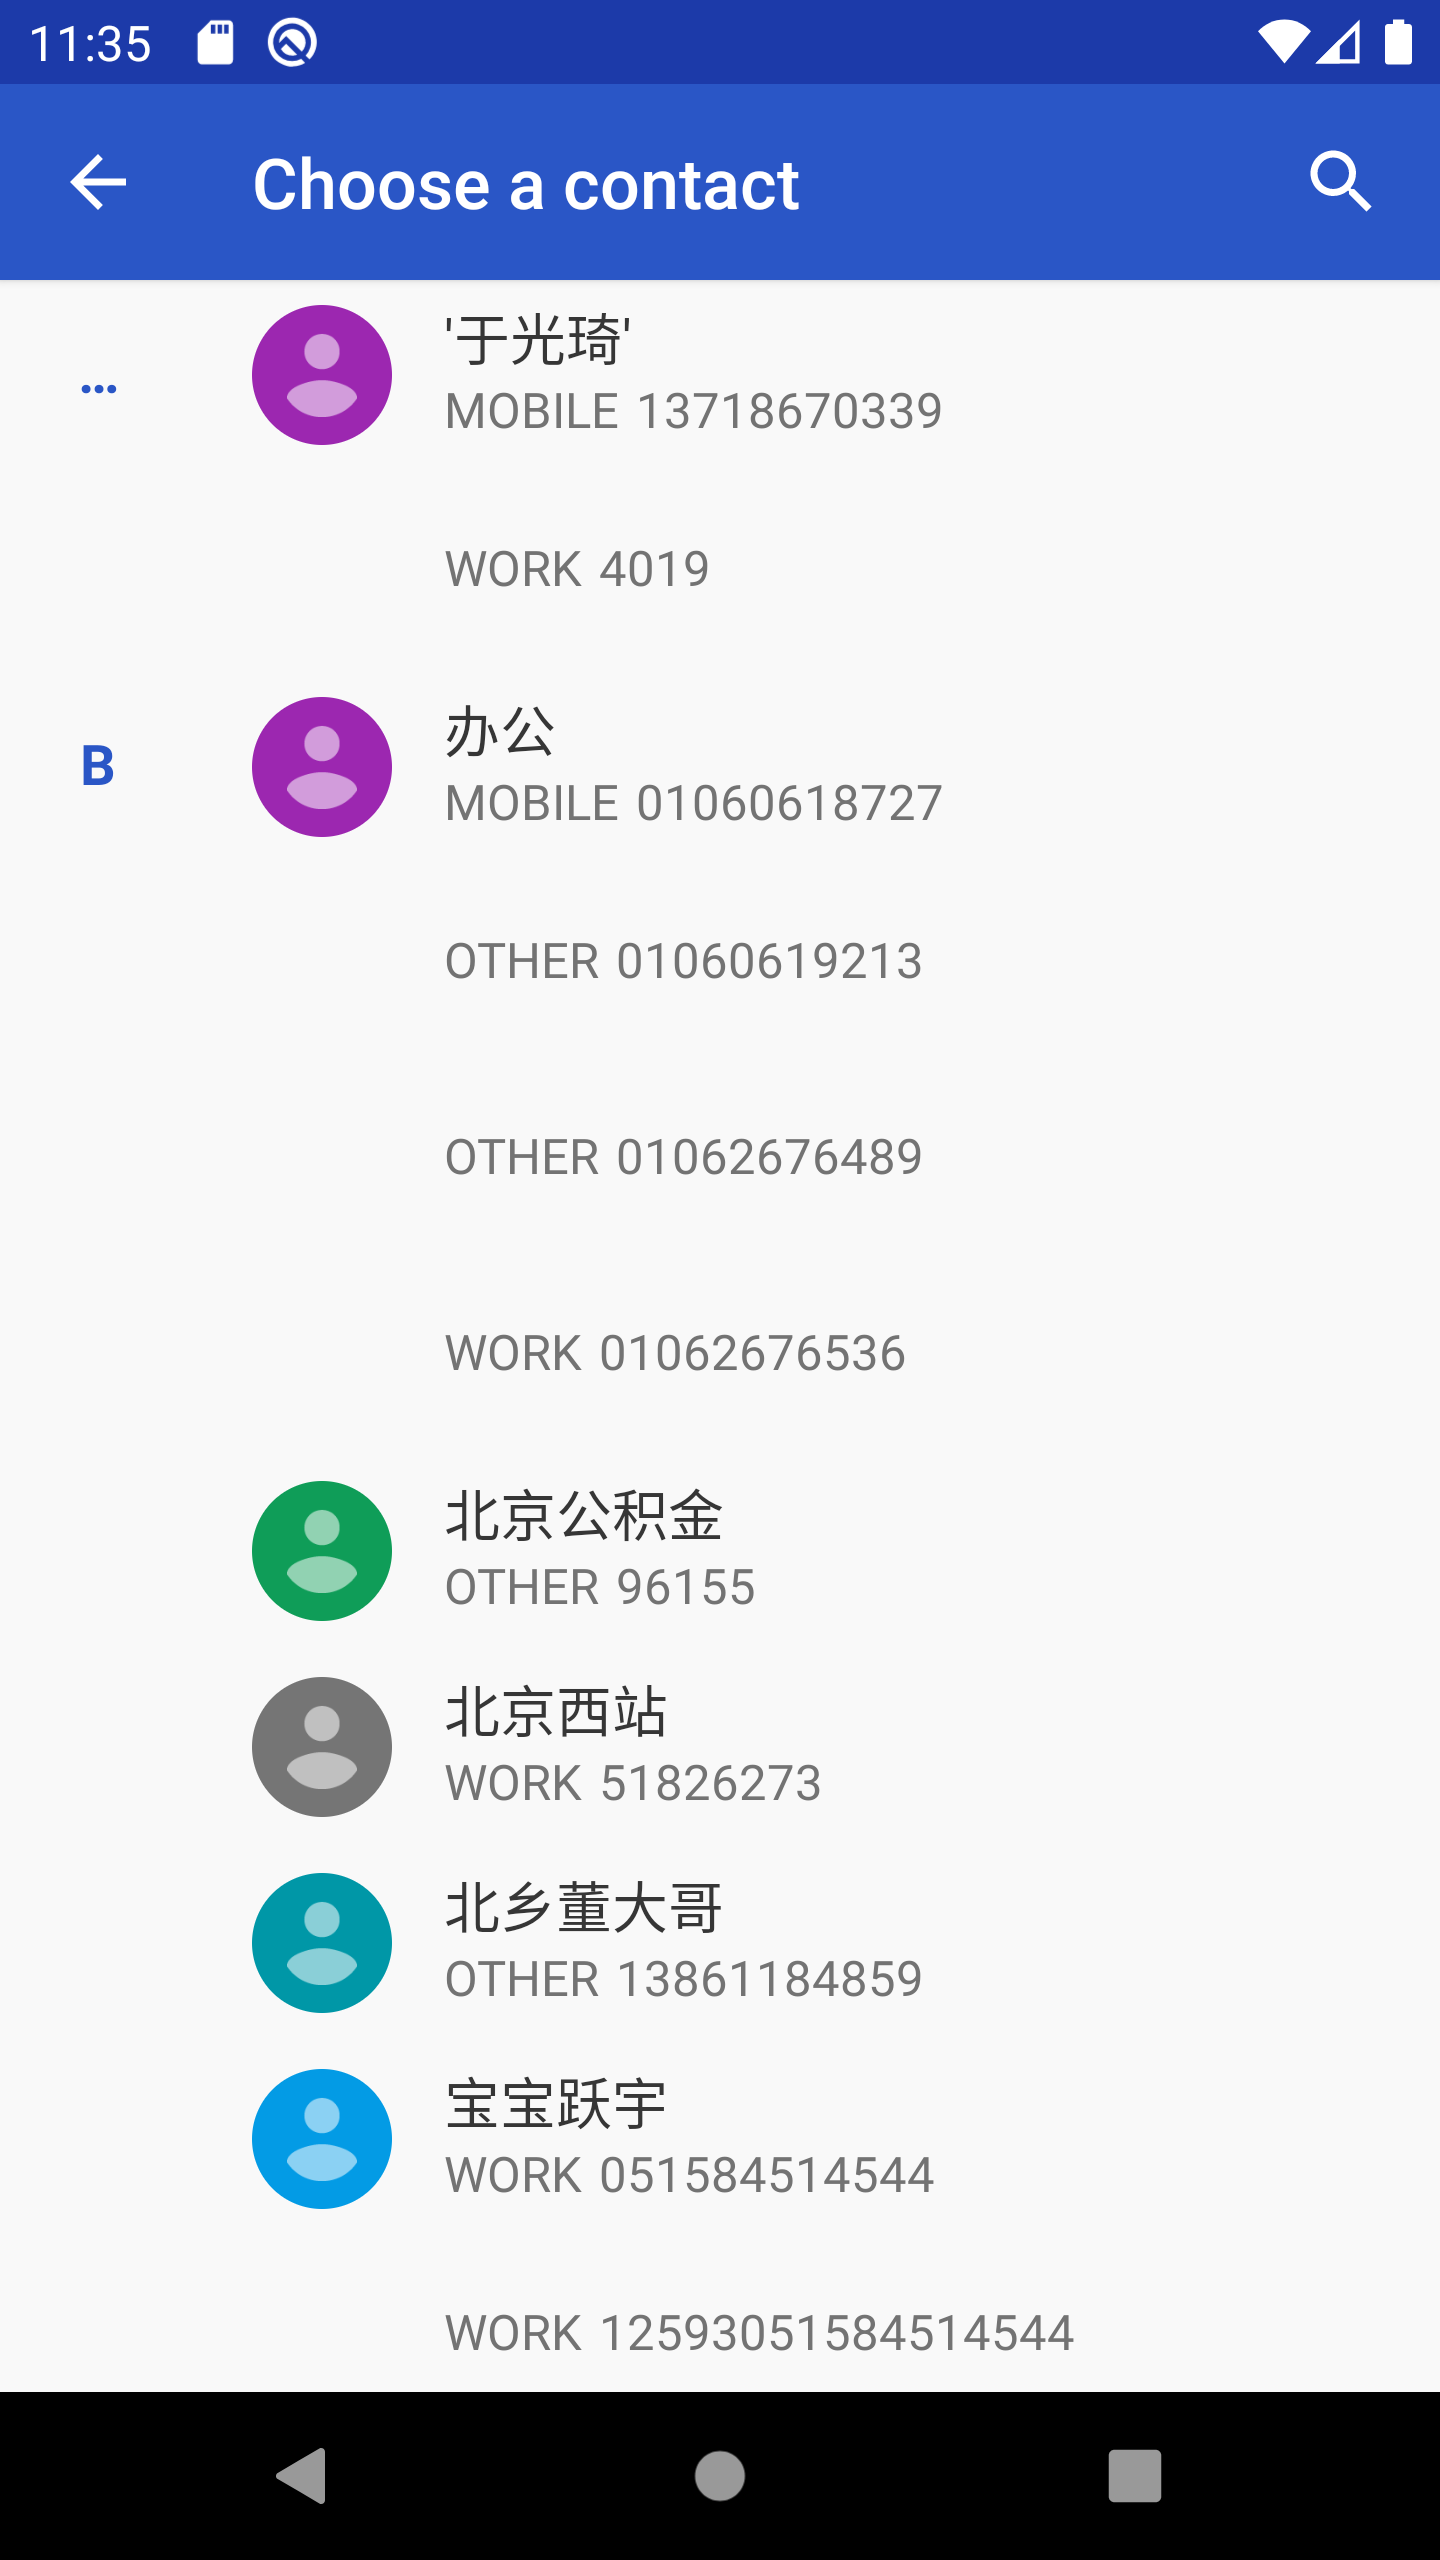 11:35
Choose a contact
...
'于光琦'
MOBILE 13718670339
WORK 4019
B
办公
MOBILE 01060618727
OTHER 01060619213
OTHER 01062676489
WORK 01062676536
北京公积金
OTHER 96155
北京西站
WORK 51826273
北乡董大哥
OTHER 13861184859
宝宝跃宇
WORK 051584514544
WORK 12593051584514544